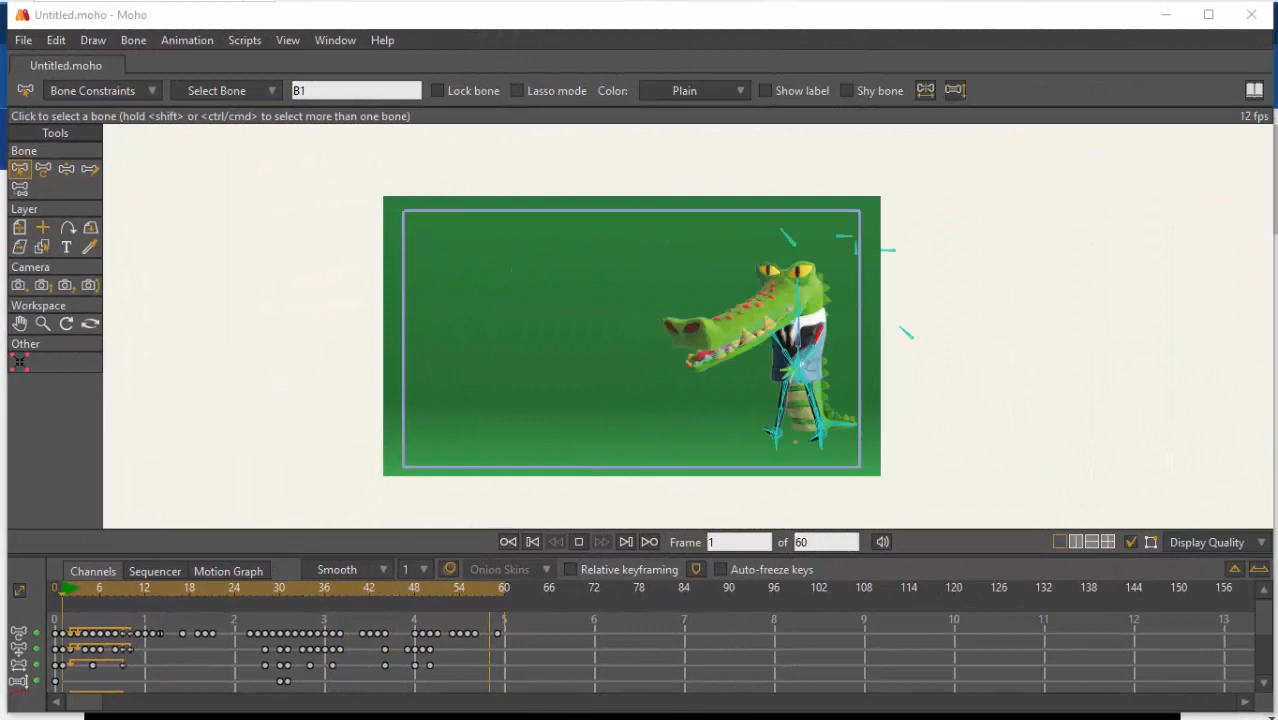 Untitled.moho - Moho
File Edit Draw Bone Animation Scripts View Window Help
Untitled.moho
Bone Constraints Select Bone B1 Lock bone Lasso mode Color: Plain Show label Shy bone
Click to select a bone (hold <shift> or <ctrl/cmd> to select more than one bone) 12 fps
Tools
Bone
Layer
T
Camera
Workspace
Other
Frame 1 of 60 Display Quality
Channels Sequencer Motion Graph Smooth 1 Onion Skins Relative keyframing Auto-freeze keys
0 6 12 18 24 30 36 42 48 54 60 66 72 78 84 90 96 102 108 114 120 126 132 138 144 150 156
0 1 2 3 4 5 6 7 8 9 10 11 12 13